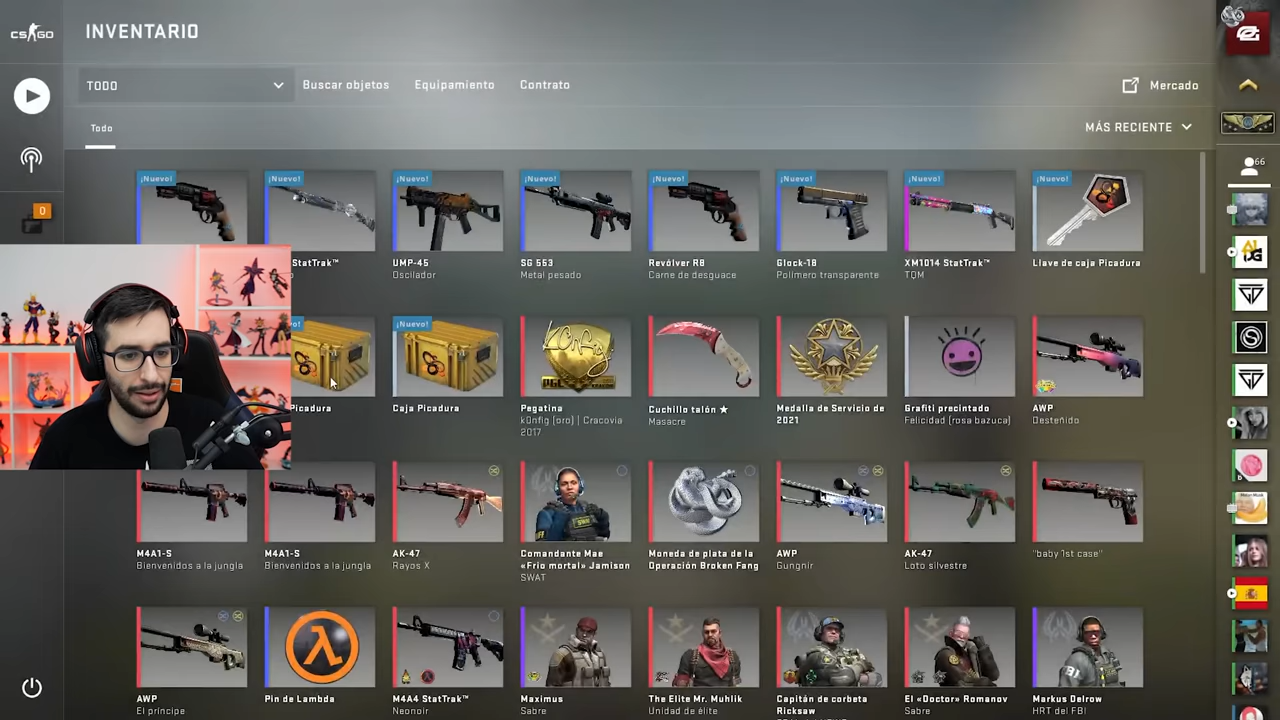 CS:GO
INVENTARIO
TODO
Buscar objetos
Equipamiento
Contrato
Mercado
Todo
MÁS RECIENTE
66
0
¡Nuevo!
¡Nuevo!
¡Nuevo!
¡Nuevo!
¡Nuevo!
¡Nuevo!
¡Nuevo!
¡Nuevo!
StatTrak™
UMP-45
Oscilador
SG 553
Metal pesado
Revólver R8
Carne de desguace
Glock-18
Polímero transparente
XM1014 StatTrak™
TQM
Llave de caja Picadura
¡Nuevo!
Picadura
Caja Picadura
Pegatina
k0nfig (oro) | Cracovia
2017
Cuchillo talón ★
Masacre
Medalla de Servicio de
2021
Grafiti precintado
Felicidad (rosa bazuca)
AWP
Desteñido
M4A1-S
Bienvenidos a la jungla
M4A1-S
Bienvenidos a la jungla
AK-47
Rayos X
Comandante Mae
«Frío mortal» Jamison
SWAT
Moneda de plata de la
Operación Broken Fang
AWP
Gungnir
AK-47
Loto silvestre
"baby 1st case"
AWP
El príncipe
Pin de Lambda
M4A4 StatTrak™
Neonoir
Maximus
Sabre
The Elite Mr. Muhlik
Unidad de élite
Capitán de corbeta
Ricksaw
El «Doctor» Romanov
Sabre
FBI
Markus Delrow
HRT del FBI